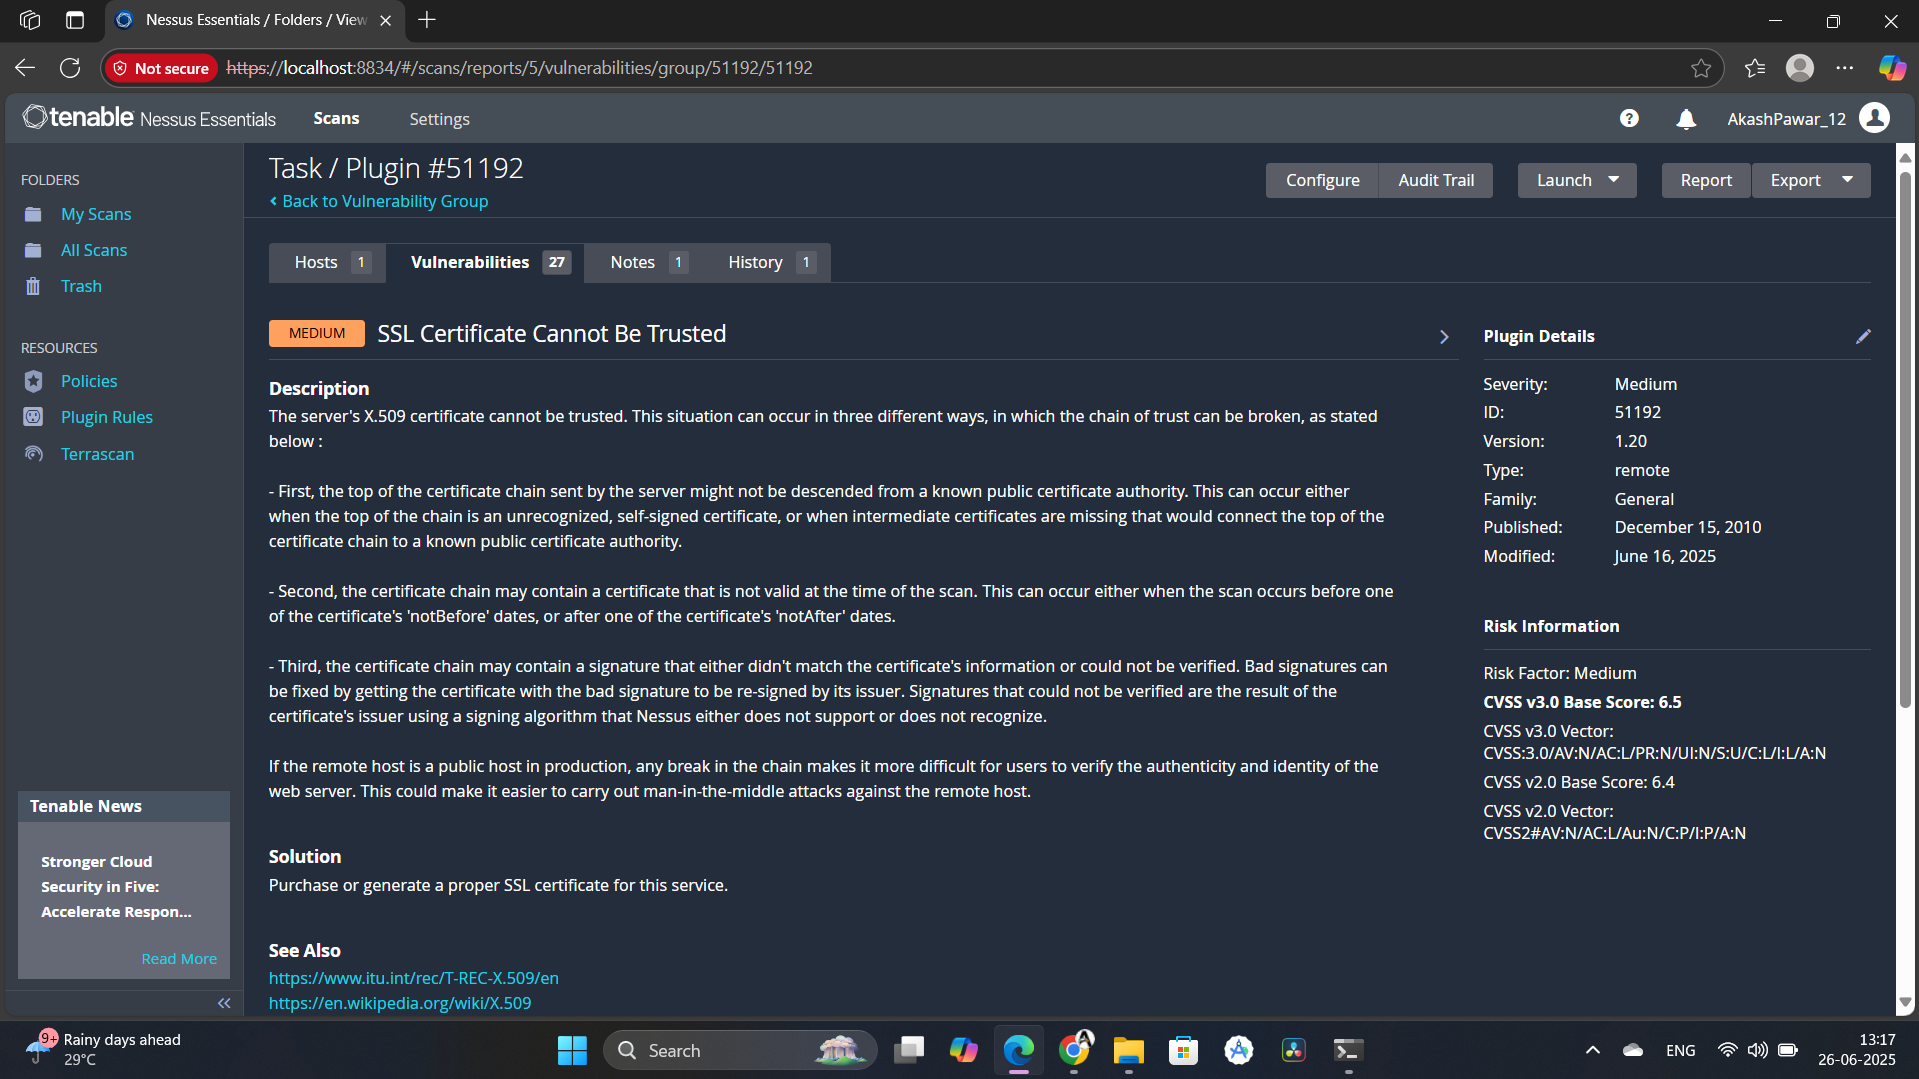 Nessus Essentials / Folders / View
Not secure
https://localhost:8834/#/scans/reports/5/vulnerabilities/group/51192/51192
tenable Nessus Essentials
Scans
Settings
?
AkashPawar_12
FOLDERS
My Scans
All Scans
Trash
RESOURCES
Policies
Plugin Rules
Terrascan
Tenable News
Stronger Cloud
Security in Five:
Accelerate Respon...
Read More
Task / Plugin #51192
‹ Back to Vulnerability Group
Configure
Audit Trail
Launch
Report
Export
Hosts 1
Vulnerabilities 27
Notes 1
History 1
MEDIUM SSL Certificate Cannot Be Trusted
Description
The server's X.509 certificate cannot be trusted. This situation can occur in three different ways, in which the chain of trust can be broken, as stated
below :
- First, the top of the certificate chain sent by the server might not be descended from a known public certificate authority. This can occur either
when the top of the chain is an unrecognized, self-signed certificate, or when intermediate certificates are missing that would connect the top of the
certificate chain to a known public certificate authority.
- Second, the certificate chain may contain a certificate that is not valid at the time of the scan. This can occur either when the scan occurs before one
of the certificate's 'notBefore' dates, or after one of the certificate's 'notAfter' dates.
- Third, the certificate chain may contain a signature that either didn't match the certificate's information or could not be verified. Bad signatures can
be fixed by getting the certificate with the bad signature to be re-signed by its issuer. Signatures that could not be verified are the result of the
certificate's issuer using a signing algorithm that Nessus either does not support or does not recognize.
If the remote host is a public host in production, any break in the chain makes it more difficult for users to verify the authenticity and identity of the
web server. This could make it easier to carry out man-in-the-middle attacks against the remote host.
Solution
Purchase or generate a proper SSL certificate for this service.
See Also
https://www.itu.int/rec/T-REC-X.509/en
https://en.wikipedia.org/wiki/X.509
Plugin Details
Severity: Medium
ID: 51192
Version: 1.20
Type: remote
Family: General
Published: December 15, 2010
Modified: June 16, 2025
Risk Information
Risk Factor: Medium
CVSS v3.0 Base Score: 6.5
CVSS v3.0 Vector:
CVSS:3.0/AV:N/AC:L/PR:N/UI:N/S:U/C:L/I:L/A:N
CVSS v2.0 Base Score: 6.4
CVSS v2.0 Vector:
CVSS2#AV:N/AC:L/Au:N/C:P/I:P/A:N
9+
Rainy days ahead
29°C
Search
ENG
13:17
26-06-2025